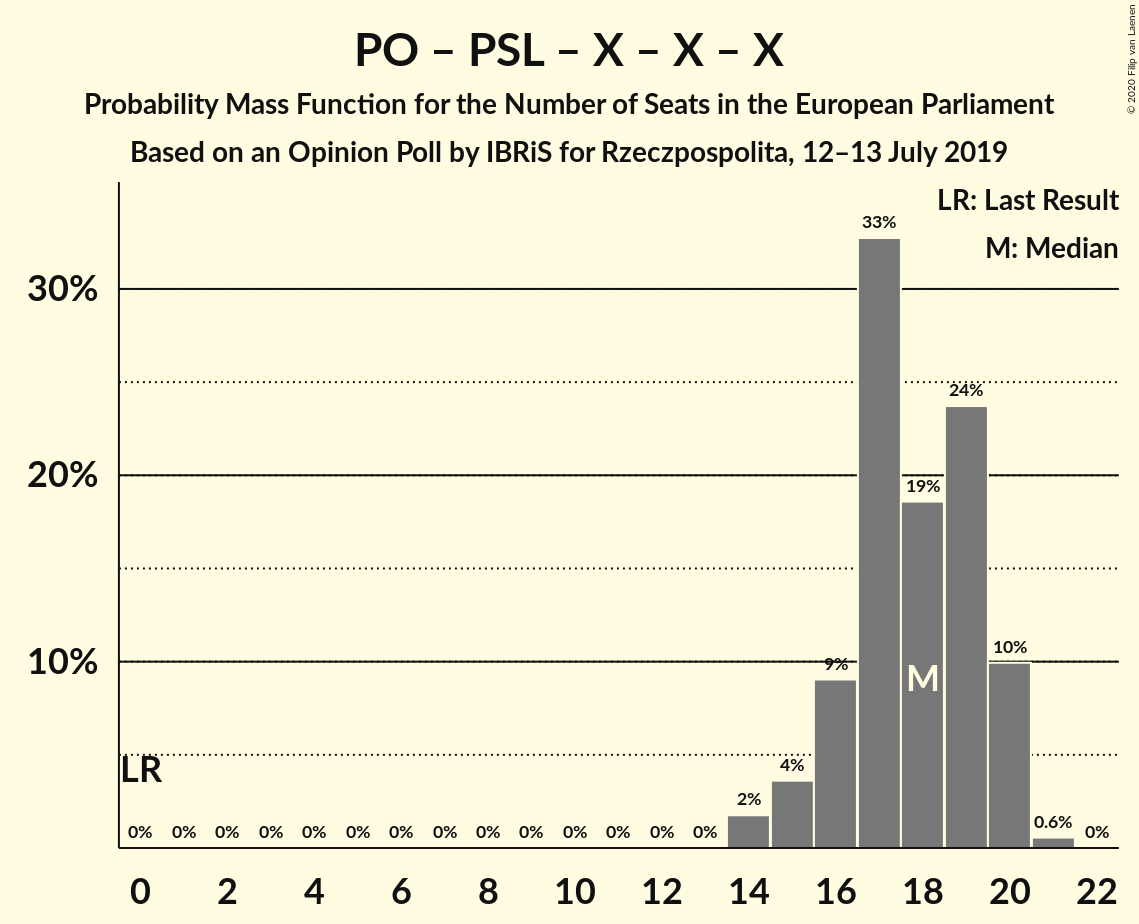 PO – PSL – X – X – X
Probability Mass Function for the Number of Seats in the European Parliament
Based on an Opinion Poll by IBRiS for Rzeczpospolita, 12–13 July 2019
© 2020 Filip van Laenen
LR: Last Result
M: Median
33%
30%
24%
20%
19%
10%
10%
9%
M
LR
4%
2%
0.6%
0% 0% 0% 0% 0% 0% 0% 0% 0% 0% 0% 0% 0% 0% 0%
0 2 4 6 8 10 12 14 16 18 20 22